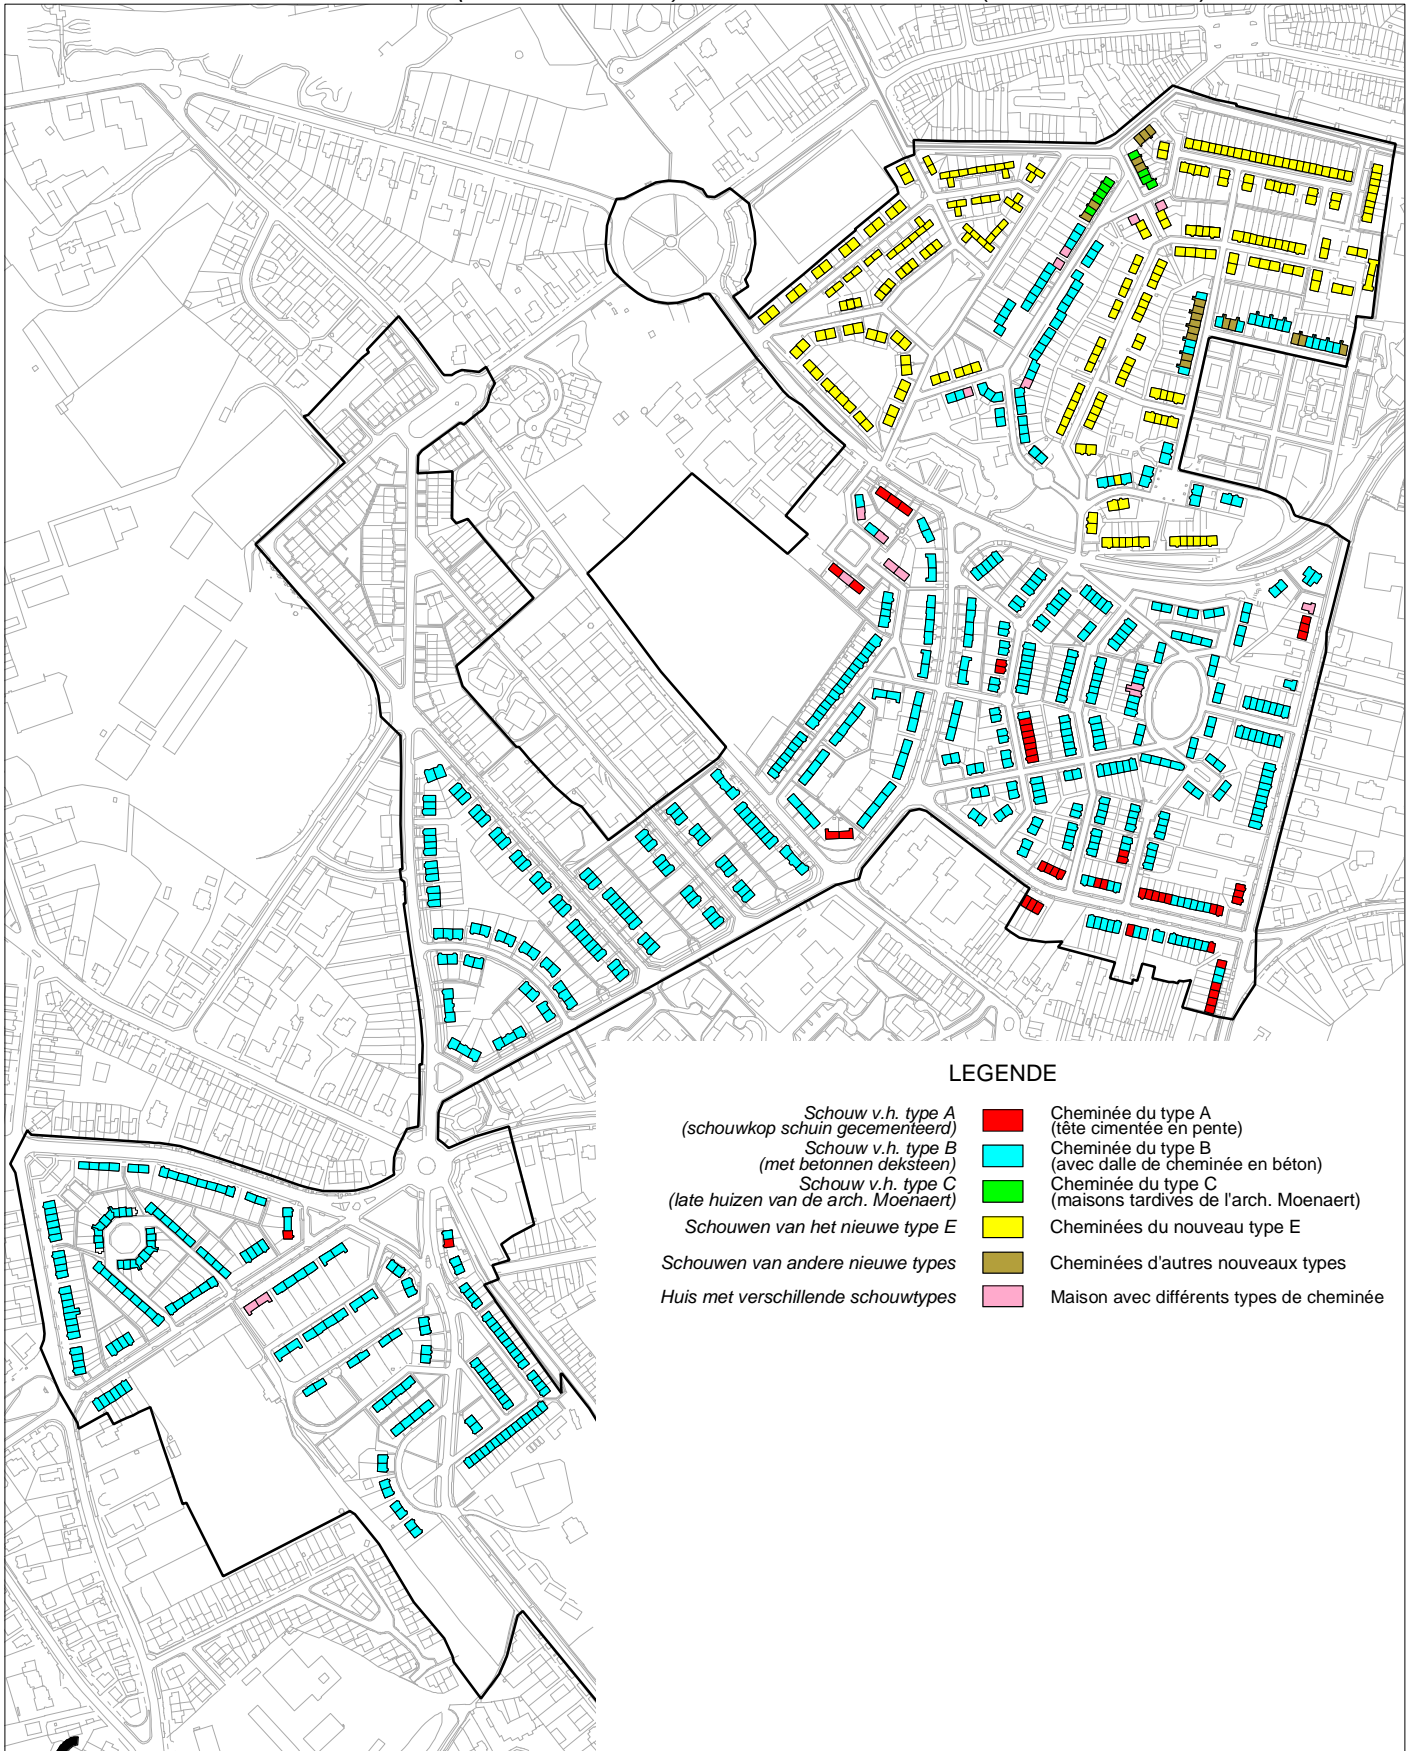 LEGENDE
Schouw v.h. type A
(schouwkop schuin gecementeerd)
Cheminée du type A
(tête cimentée en pente)
Schouw v.h. type B
(met betonnen deksteen)
Cheminée du type B
(avec dalle de cheminée en béton)
Schouw v.h. type C
(late huizen van de arch. Moenaert)
Cheminée du type C
(maisons tardives de l'arch. Moenaert)
Schouwen van het nieuwe type E
Cheminées du nouveau type E
Schouwen van andere nieuwe types
Cheminées d'autres nouveaux types
Huis met verschillende schouwtypes
Maison avec différents types de cheminée